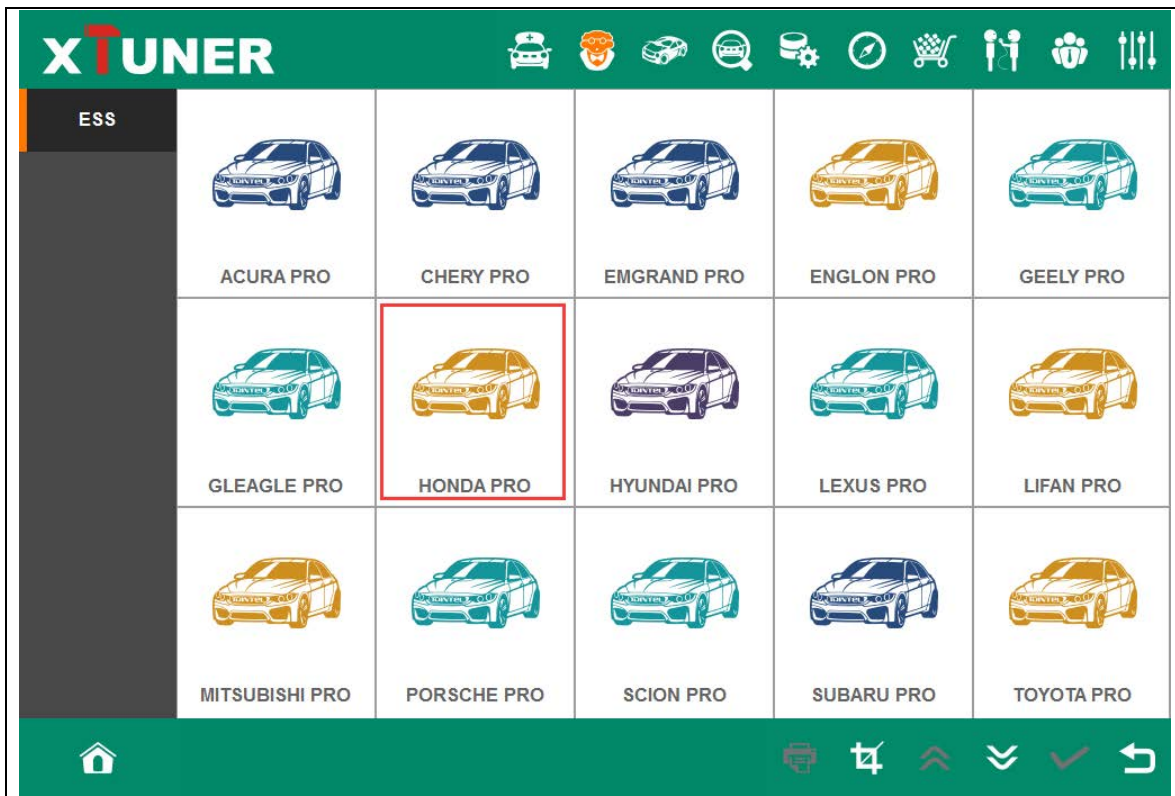 XTUNER
ESS
ACURA PRO
CHERY PRO
EMGRAND PRO
ENGLON PRO
GEELY PRO
GLEAGLE PRO
HONDA PRO
HYUNDAI PRO
LEXUS PRO
LIFAN PRO
MITSUBISHI PRO
PORSCHE PRO
SCION PRO
SUBARU PRO
TOYOTA PRO